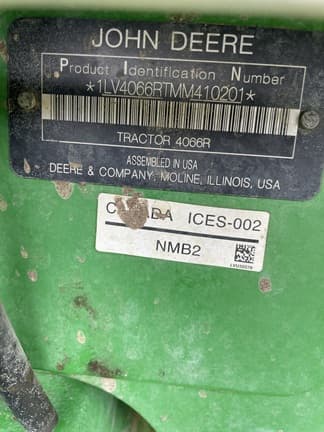 JOHN DEERE
Product Identification Number
*1LV4066RTMM410201*
TRACTOR 4066R
ASSEMBLED IN USA
DEERE & COMPANY, MOLINE, ILLINOIS, USA
ICES-002
NMB2